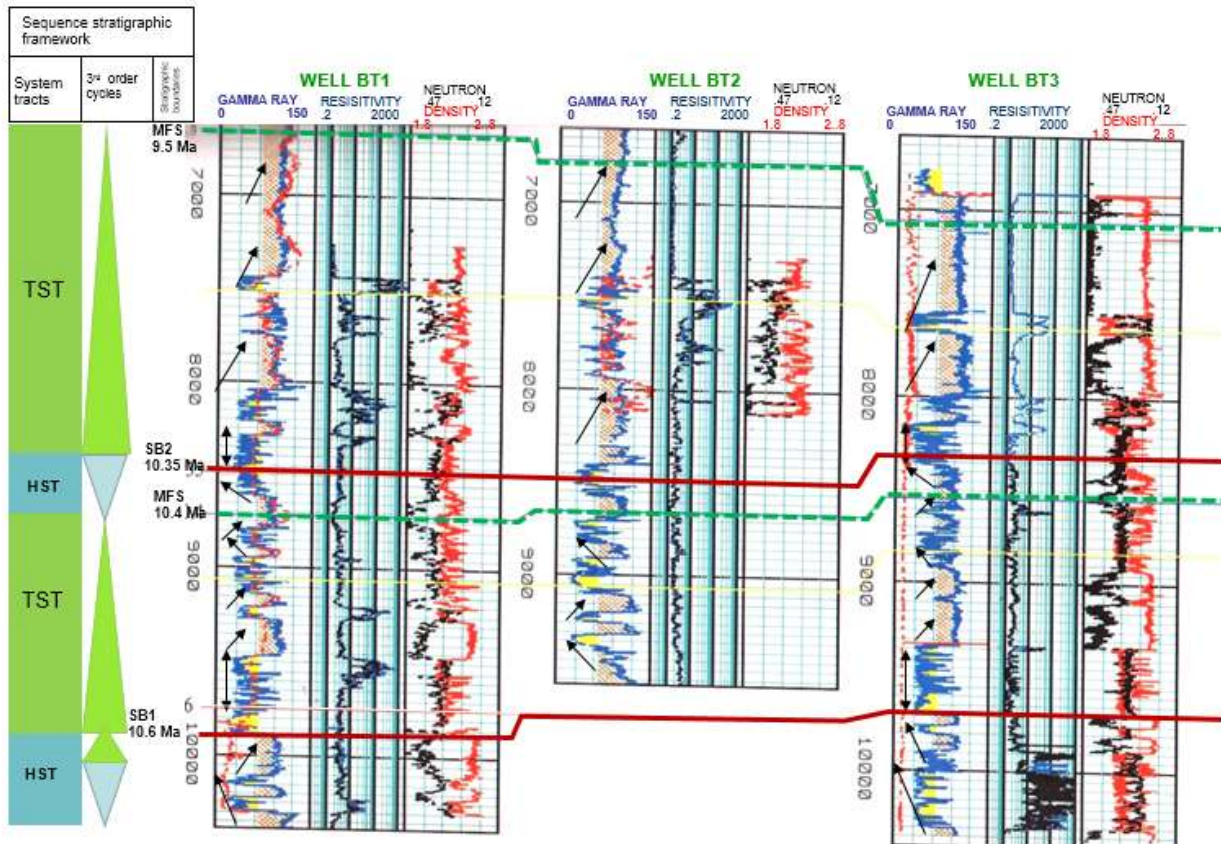 Sequence stratigraphic
framework
System
tracts
3rd order
cycles
Stratigraphic
boundaries
WELL BT1
GAMMA RAY
0
150
RESISITIVITY
.2
2000
NEUTRON
.47
.12
DENSITY
1.8
2..8
WELL BT2
GAMMA RAY
0
150
RESISITIVITY
.2
2000
NEUTRON
.47
.12
DENSITY
1.8
2..8
WELL BT3
GAMMA RAY
0
150
RESISTIVITY
.2
2000
NEUTRON
.47
.12
DENSITY
1.8
2..8
MFS
9.5 Ma
SB2
10.35 Ma
MFS
10.4 Ma
SB1
10.6 Ma
TST
HST
TST
HST
7000
8000
9000
6
100000
7000
8000
9000
7000
8000
9000
10000